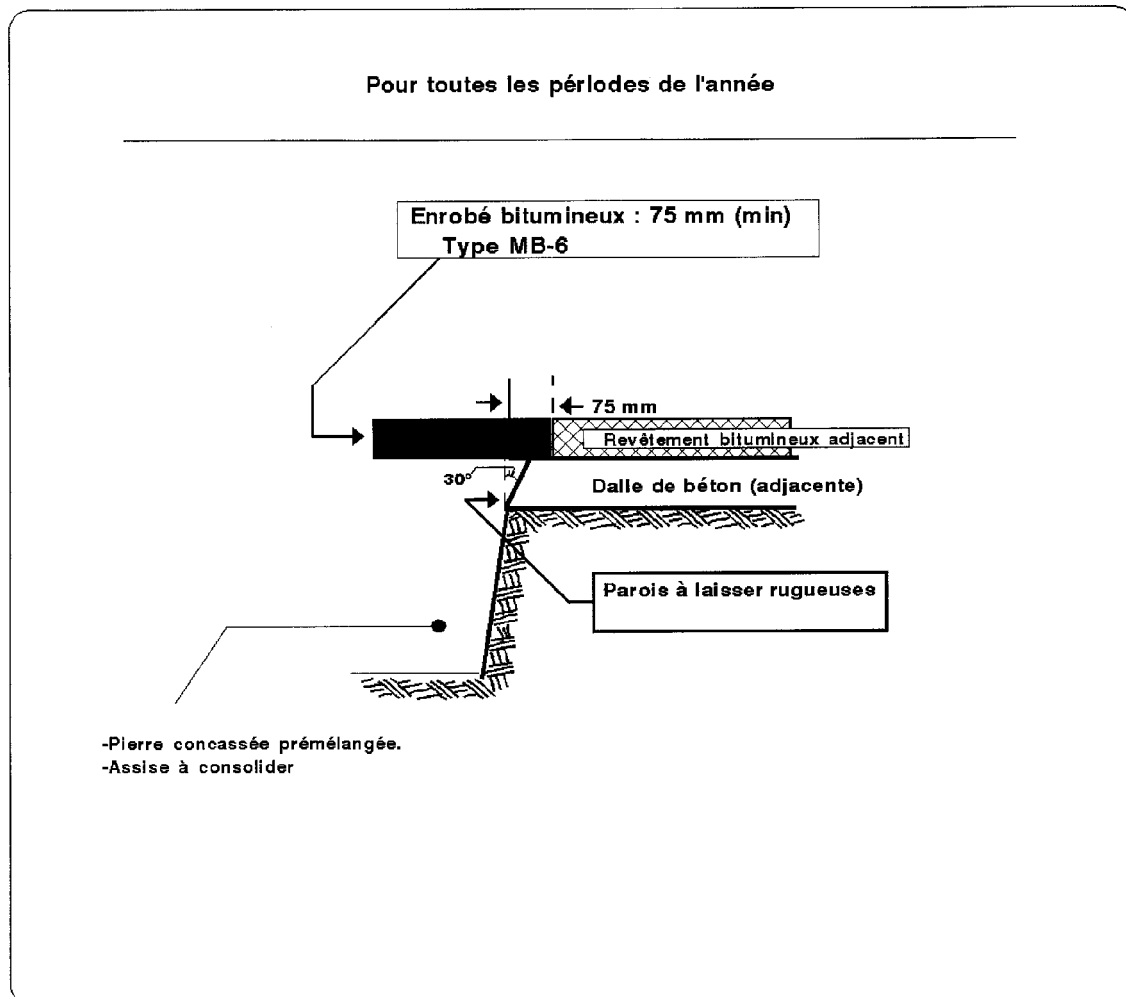 Pour toutes les périodes de l'année
Enrobé bitumineux : 75 mm (min)
Type MB-6
75 mm
Revêtement bitumineux adjacent
30°
Dalle de béton (adjacente)
Parois à laisser rugueuses
-Pierre concassée prémélangée.
-Assise à consolider